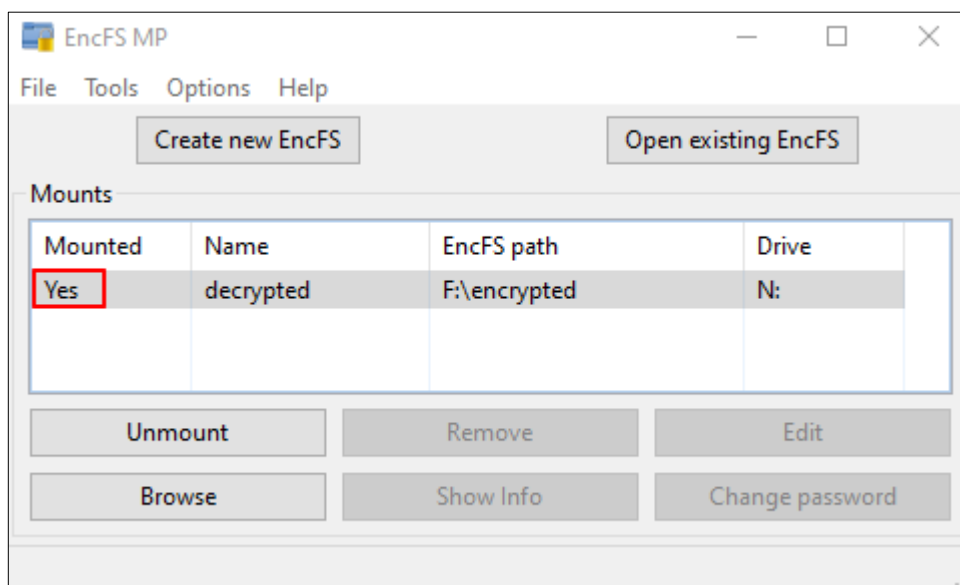 EncFS MP
File Tools Options Help
Create new EncFS Open existing EncFS
Mounts
Mounted Name EncFS path Drive
Yes decrypted F:\encrypted N:
Unmount Remove Edit
Browse Show Info Change password